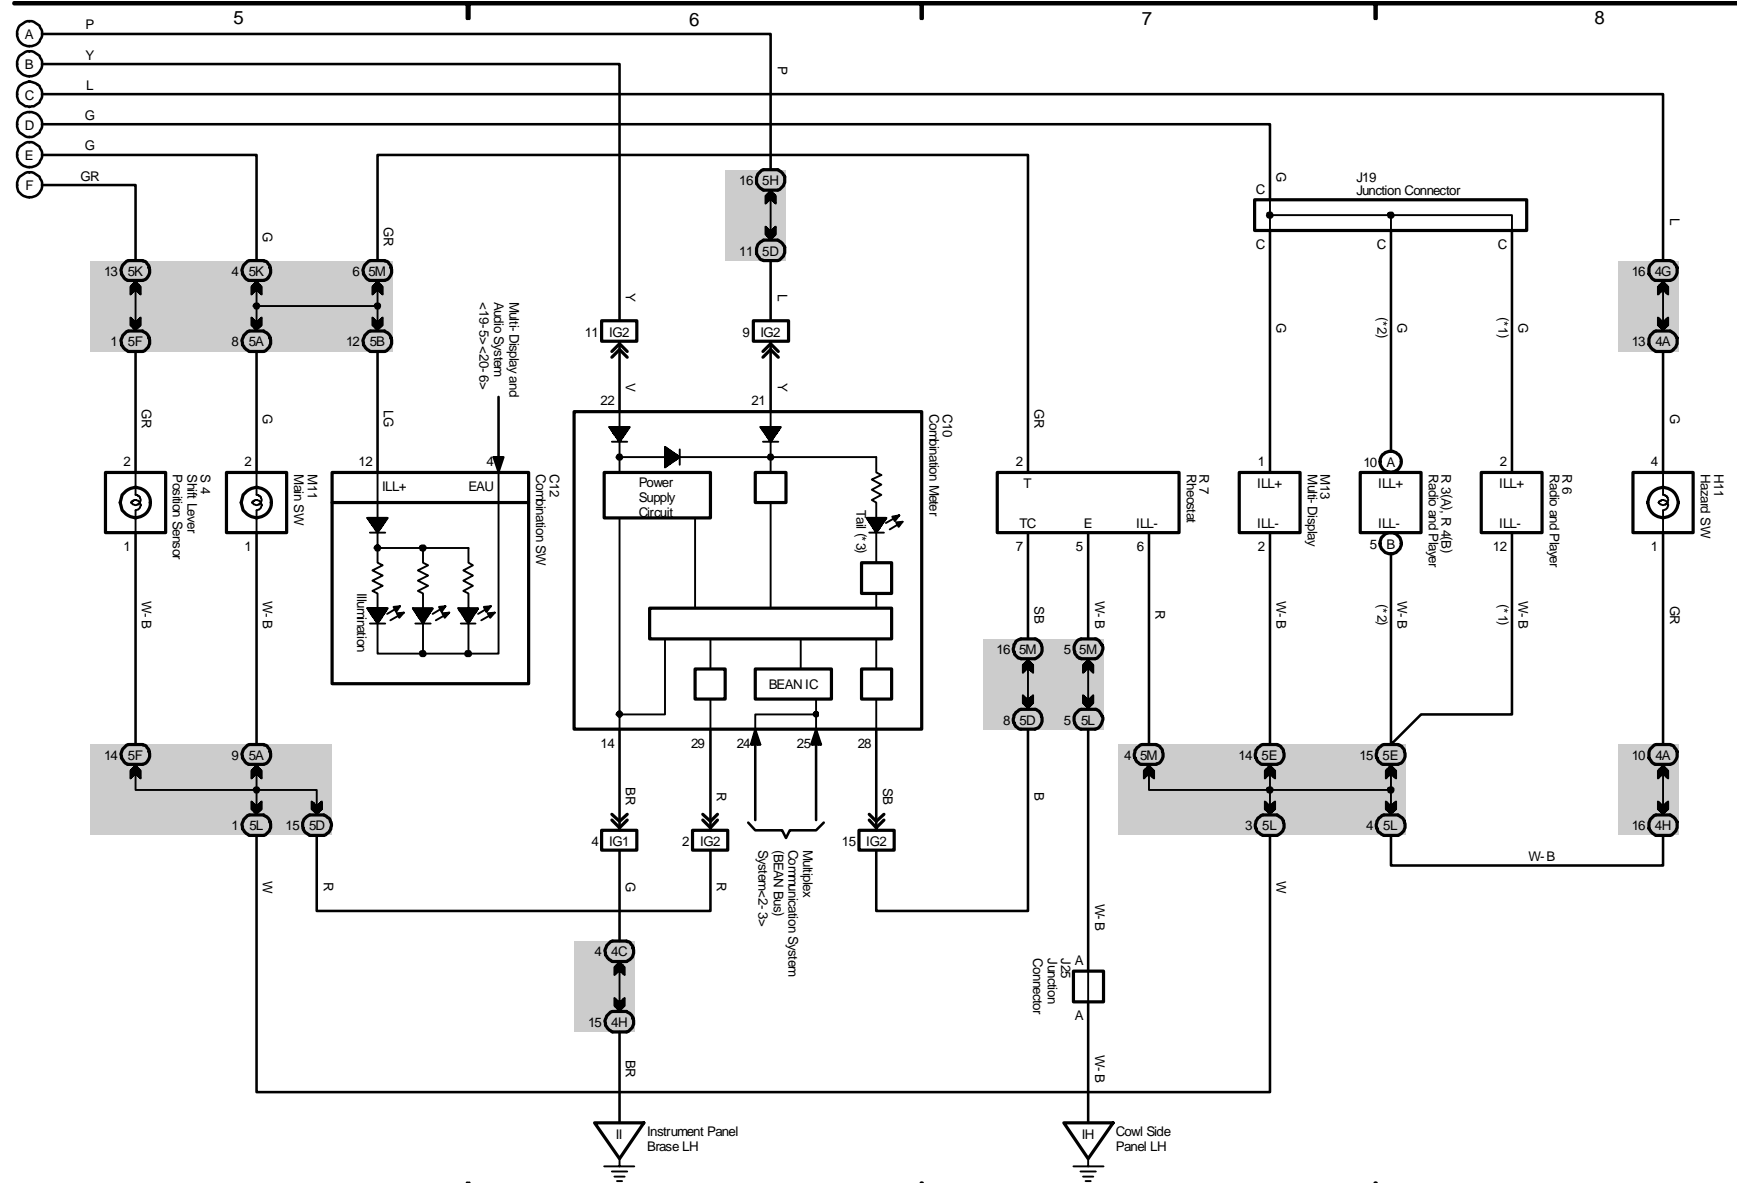 5 6 7 8
A P
B Y
C L
D G
E G
F GR
P
16 5H
11 5D
G
C
J19
Junction Connector
C C C
L
G
GR
13 5K
4 5K
6 5M
1 5F
8 5A
12 5B
16 4G
13 4A
Multi- Display and
Audio System
<19- 5> <20- 6>
Y
L
11 IG2
9 IG2
V
Y
22
21
G
G
(*2)
G
(*1)
GR
G
LG
GR
G
2
2
12
4
S 4
Shift Lever
Position Sensor
M11
Main SW
ILL+
EAU
C12
Combination SW
Illumination
1
1
C10
Combination Meter
Power
Supply
Circuit
Tail (*3)
BEAN IC
2
T
TC
E
ILL-
R 7
Rheostat
7
5
6
1
ILL+
ILL-
2
M13
Multi- Display
10 A
ILL+
ILL-
5 B
R 3(A), R 4(B)
Radio and Player
2
ILL+
ILL-
12
R 6
Radio and Player
4
1
H11
Hazard SW
W- B
W- B
SB
W- B
R
W- B
W- B
(*2)
W- B
(*1)
GR
16 5M
5 5M
8 5D
5 5L
14
29
24
25
28
14 5F
9 5A
1 5L
15 5D
BR
R
SB
B
4 5M
14 5E
15 5E
3 5L
4 5L
10 4A
16 4H
4 IG1
2 IG2
15 IG2
Multiplex
Communication System
(BEAN Bus)
System<2- 3>
W- B
W
R
G
R
W
W- B
4 4C
15 4H
A
J25
Junction
Connector
A
BR
W- B
II
Instrument Panel
Brase LH
IH
Cowl Side
Panel LH